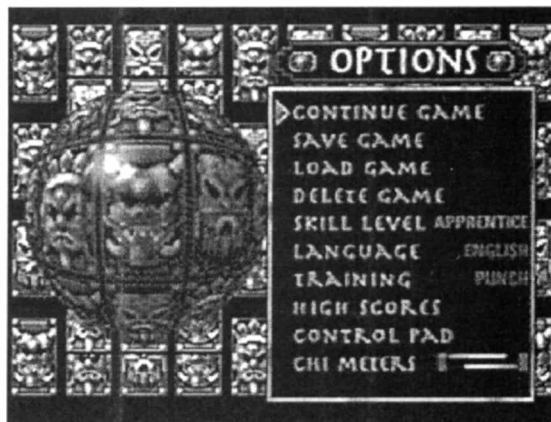 OPTIONS
CONTINUE GAME
SAVE GAME
LOAD GAME
DELETE GAME
SKILL LEVEL APPRENTICE
LANGUAGE ENGLISH
TRAINING PUNCH
HIGH SCORES
CONTROL PAD
CHI METERS